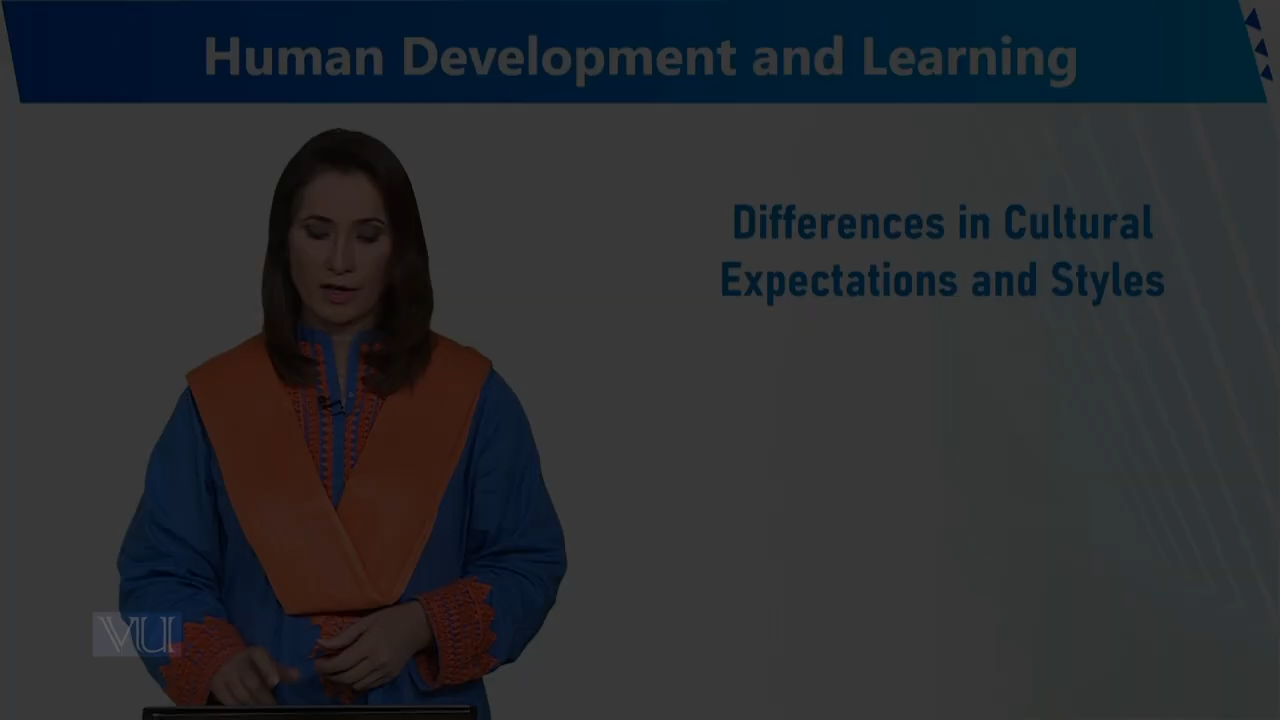 Human Development and Learning
Differences in Cultural
Expectations and Styles
VU